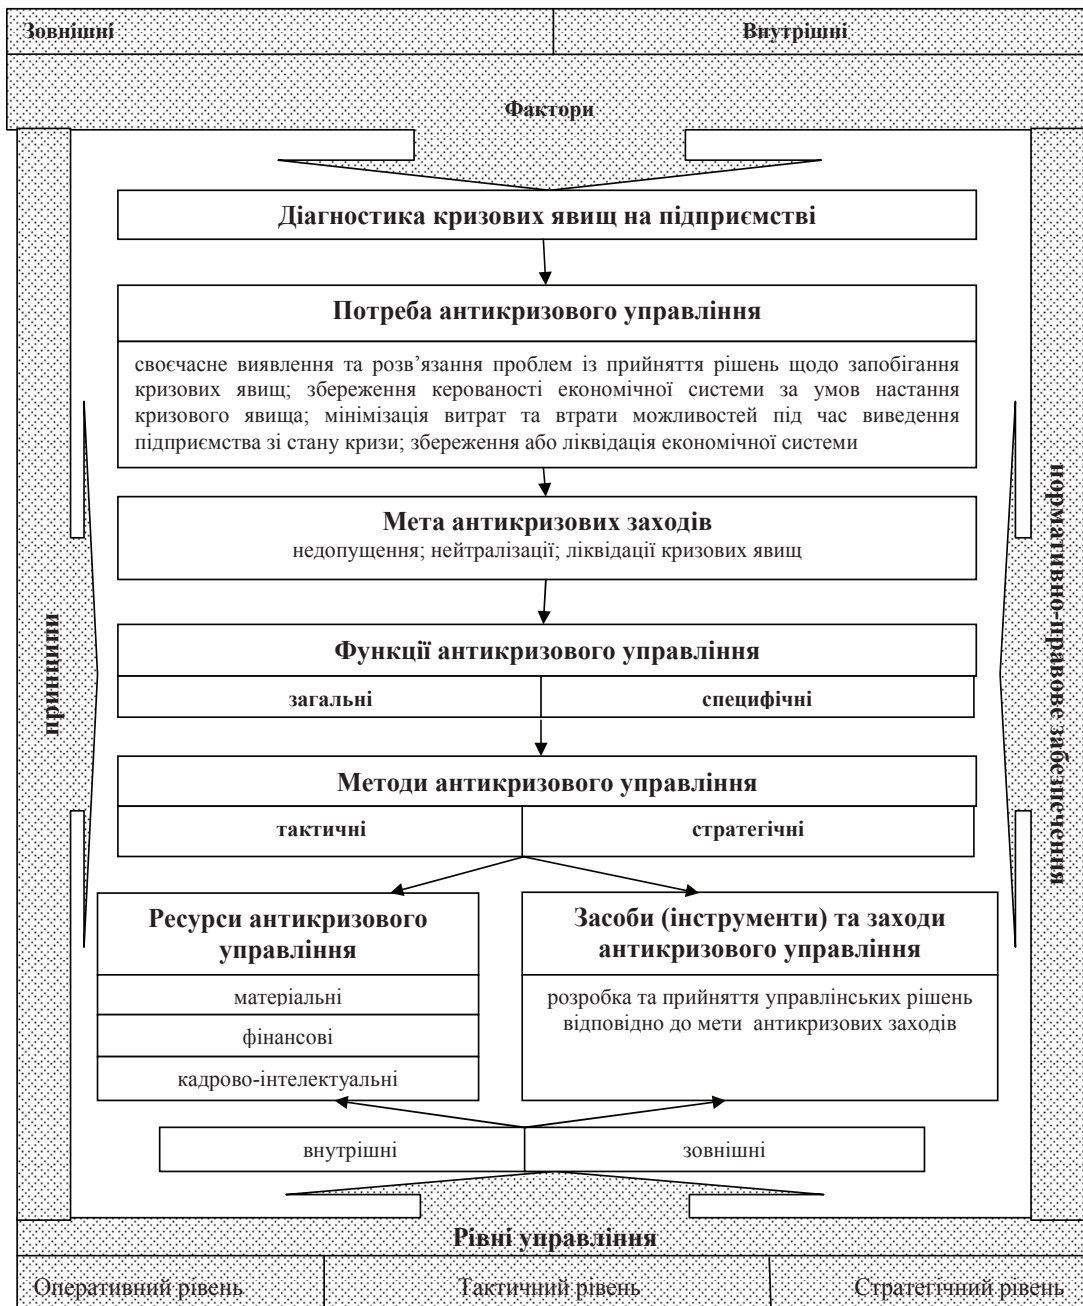 Зовнішні
Внутрішні
Фактори
Діагностика кризових явищ на підприємстві
Потреба антикризового управління
своєчасне виявлення та розв’язання проблем із прийняття рішень щодо запобігання
кризових явищ; збереження керованості економічної системи за умов настання
кризового явища; мінімізація витрат та втрати можливостей під час виведення
підприємства зі стану кризи; збереження або ліквідація економічної системи
Мета антикризових заходів
недопущення; нейтралізації; ліквідації кризових явищ
Функції антикризового управління
загальні
специфічні
Методи антикризового управління
тактичні
стратегічні
Ресурси антикризового
управління
матеріальні
фінансові
кадрово-інтелектуальні
Засоби (інструменти) та заходи
антикризового управління
розробка та прийняття управлінських рішень
відповідно до мети антикризових заходів
внутрішні
зовнішні
принципи
нормативно-правове забезпечення
Рівні управління
Оперативний рівень
Тактичний рівень
Стратегічний рівень